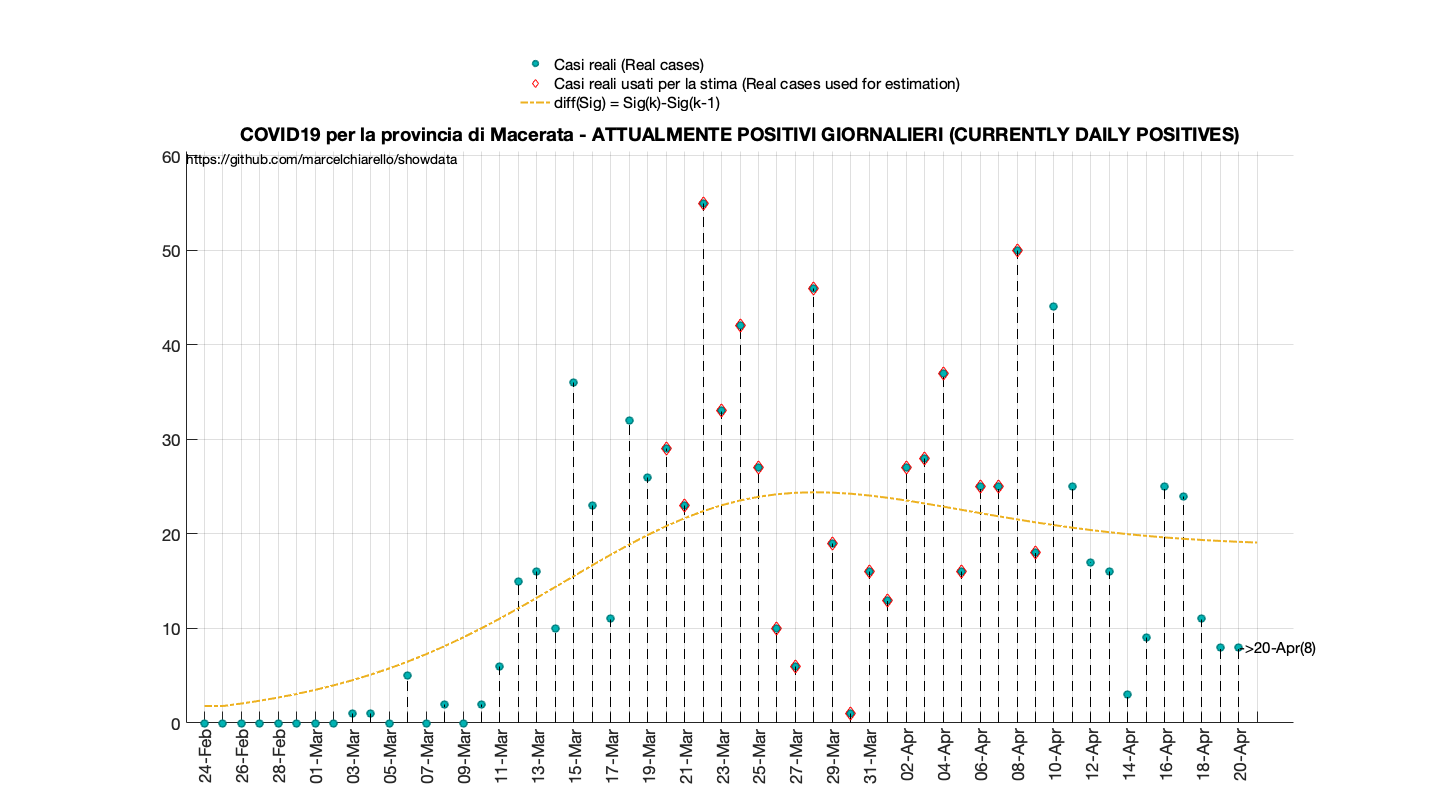 Casi reali (Real cases)
Casi reali usati per la stima (Real cases used for estimation)
diff(Sig) = Sig(k)-Sig(k-1)
COVID19 per la provincia di Macerata - ATTUALMENTE POSITIVI GIORNALIERI (CURRENTLY DAILY POSITIVES)
https://github.com/marcelchiarello/showdata
60
50
40
30
20
10
0
->20-Apr(8)
24-Feb
26-Feb
28-Feb
01-Mar
03-Mar
05-Mar
07-Mar
09-Mar
11-Mar
13-Mar
15-Mar
17-Mar
19-Mar
21-Mar
23-Mar
25-Mar
27-Mar
29-Mar
31-Mar
02-Apr
04-Apr
06-Apr
08-Apr
10-Apr
12-Apr
14-Apr
16-Apr
18-Apr
20-Apr